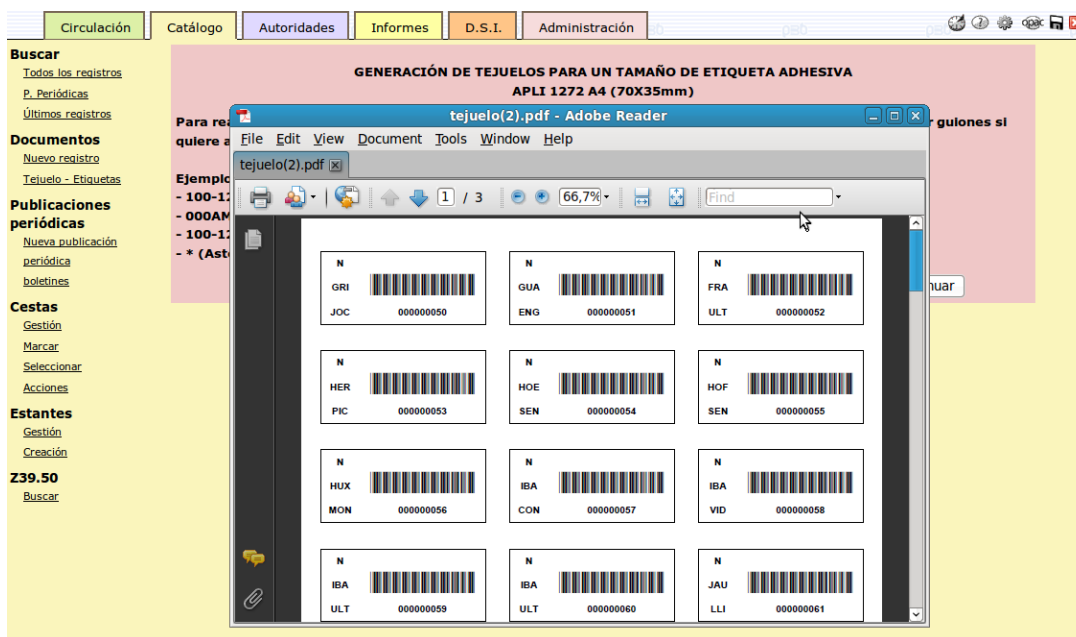 Circulación
Catálogo
Autoridades
Informes
D.S.I.
Administración
opac
Buscar
Todos los registros
P. Periódicas
Últimos registros
Documentos
Nuevo registro
Tejuelo - Etiquetas
Publicaciones
periódicas
Nueva publicación
periódica
boletines
Cestas
Gestión
Marcar
Seleccionar
Acciones
Estantes
Gestión
Creación
Z39.50
Buscar
GENERACIÓN DE TEJUELOS PARA UN TAMAÑO DE ETIQUETA ADHESIVA
APLI 1272 A4 (70X35mm)
Para rea
r guiones si
quiere a
Ejemplo
- 100-12
- 000AM
- 100-12
- * (Aste
nuar
tejuelo(2).pdf - Adobe Reader
File Edit View Document Tools Window Help
tejuelo(2).pdf
1 / 3 66,7% Find
N N N
GRI GUA FRA
JOC 000000050 ENG 000000051 ULT 000000052
N N N
HER HOE HOF
PIC 000000053 SEN 000000054 SEN 000000055
N N N
HUX IBA IBA
MON 000000056 CON 000000057 VID 000000058
N N N
IBA IBA JAU
ULT 000000059 ULT 000000060 LLI 000000061